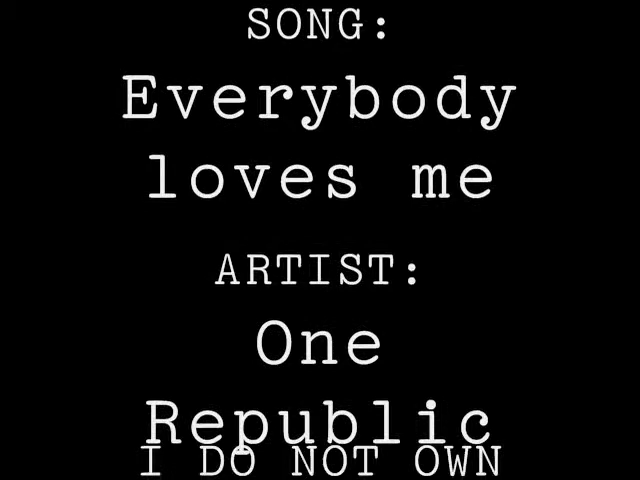 SONG:
Everybody
loves me
ARTIST:
One
Republic
I DO NOT OWN